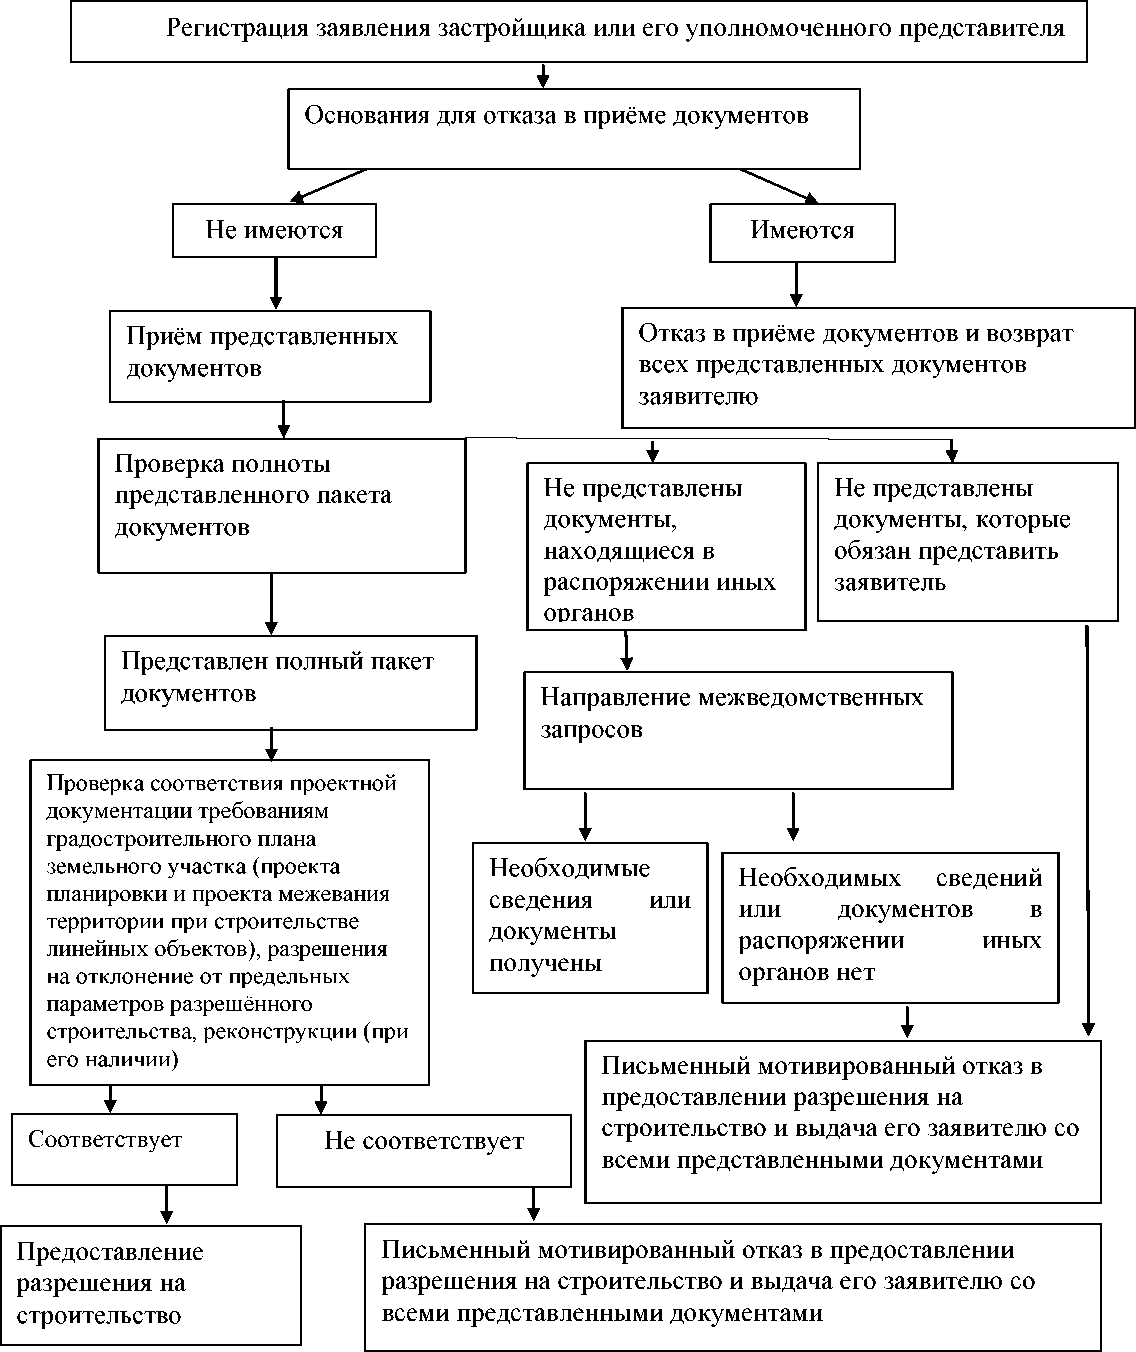 Регистрация заявления застройщика или его уполномоченного представителя
Основания для отказа в приёме документов
Не имеются
Имеются
Приём представленных
документов
Отказ в приёме документов и возврат
всех представленных документов
заявителю
Проверка полноты
представленного пакета
документов
Не представлены
документы,
находящиеся в
распоряжении иных
органов
Не представлены
документы, которые
обязан представить
заявитель
Представлен полный пакет
документов
Направление межведомственных
запросов
Проверка соответствия проектной
документации требованиям
градостроительного плана
земельного участка (проекта
планировки и проекта межевания
территории при строительстве
линейных объектов), разрешения
на отклонение от предельных
параметров разрешённого
строительства, реконструкции (при
его наличии)
Необходимые
сведения или
документы
получены
Необходимых сведений
или документов в
распоряжении иных
органов нет
Письменный мотивированный отказ в
предоставлении разрешения на
строительство и выдача его заявителю со
всеми представленными документами
Соответствует
Не соответствует
Предоставление
разрешения на
строительство
Письменный мотивированный отказ в предоставлении
разрешения на строительство и выдача его заявителю со
всеми представленными документами